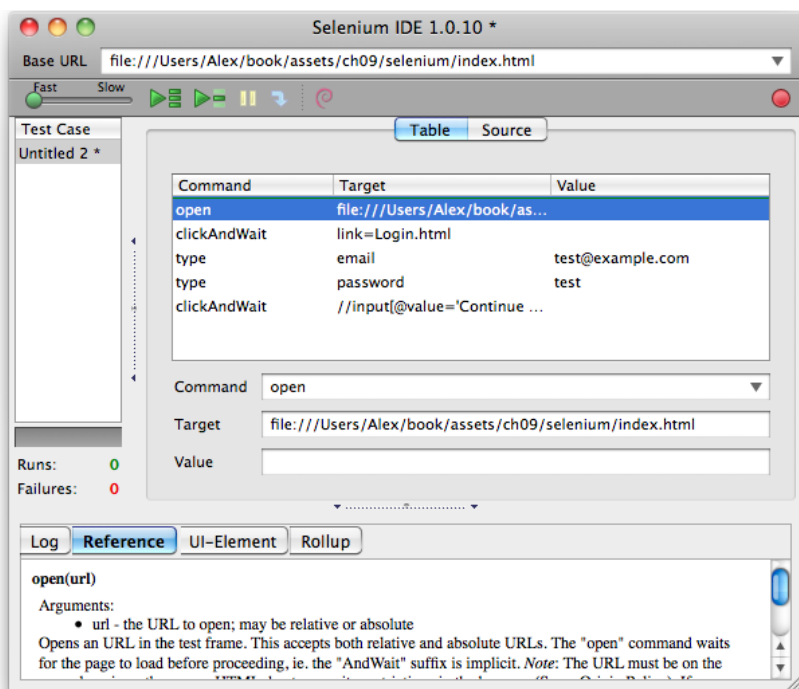 Selenium IDE 1.0.10 *
Base URL file:///Users/Alex/book/assets/ch09/selenium/index.html
Fast Slow
Test Case
Untitled 2 *
Table Source
Command Target Value
open file:///Users/Alex/book/as...
clickAndWait link=Login.html
type email test@example.com
type password test
clickAndWait //input[@value='Continue ...
Command open
Target file:///Users/Alex/book/assets/ch09/selenium/index.html
Value
Runs: 0
Failures: 0
Log Reference UI-Element Rollup
open(url)
Arguments:
• url - the URL to open; may be relative or absolute
Opens an URL in the test frame. This accepts both relative and absolute URLs. The "open" command waits
for the page to load before proceeding, ie. the "AndWait" suffix is implicit. Note: The URL must be on the